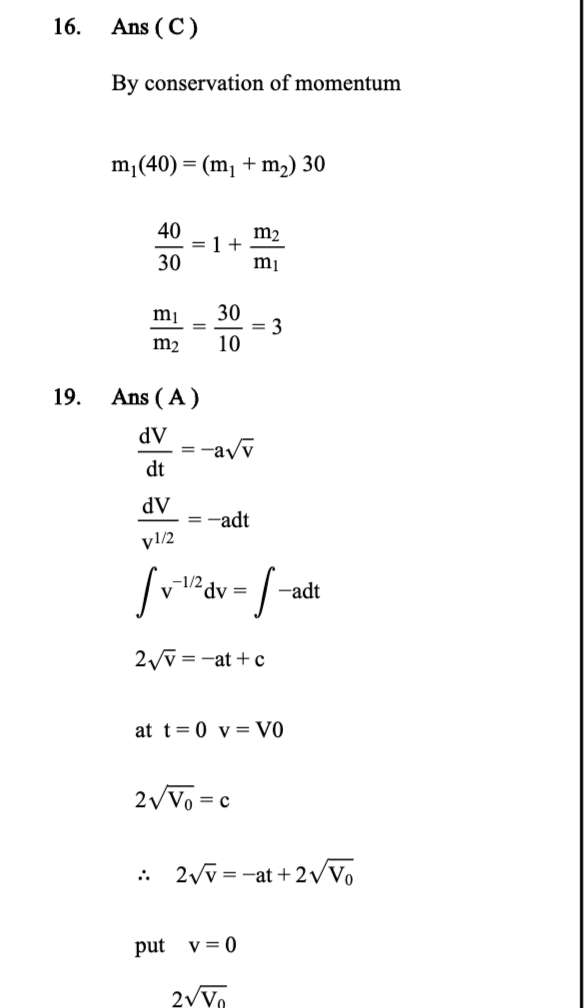 16. Ans ( C )
By conservation of momentum
m₁(40) = (m₁ + m₂) 30
40/30 = 1 + m₂/m₁
m₁/m₂ = 30/10 = 3
19. Ans ( A )
dV/dt = −a√v
dV/v^1/2 = −adt
∫v^−1/2 dv = ∫−adt
2√v = −at + c
at t = 0 v = V0
2√V₀ = c
∴ 2√v = −at + 2√V₀
put v = 0
2√V₀